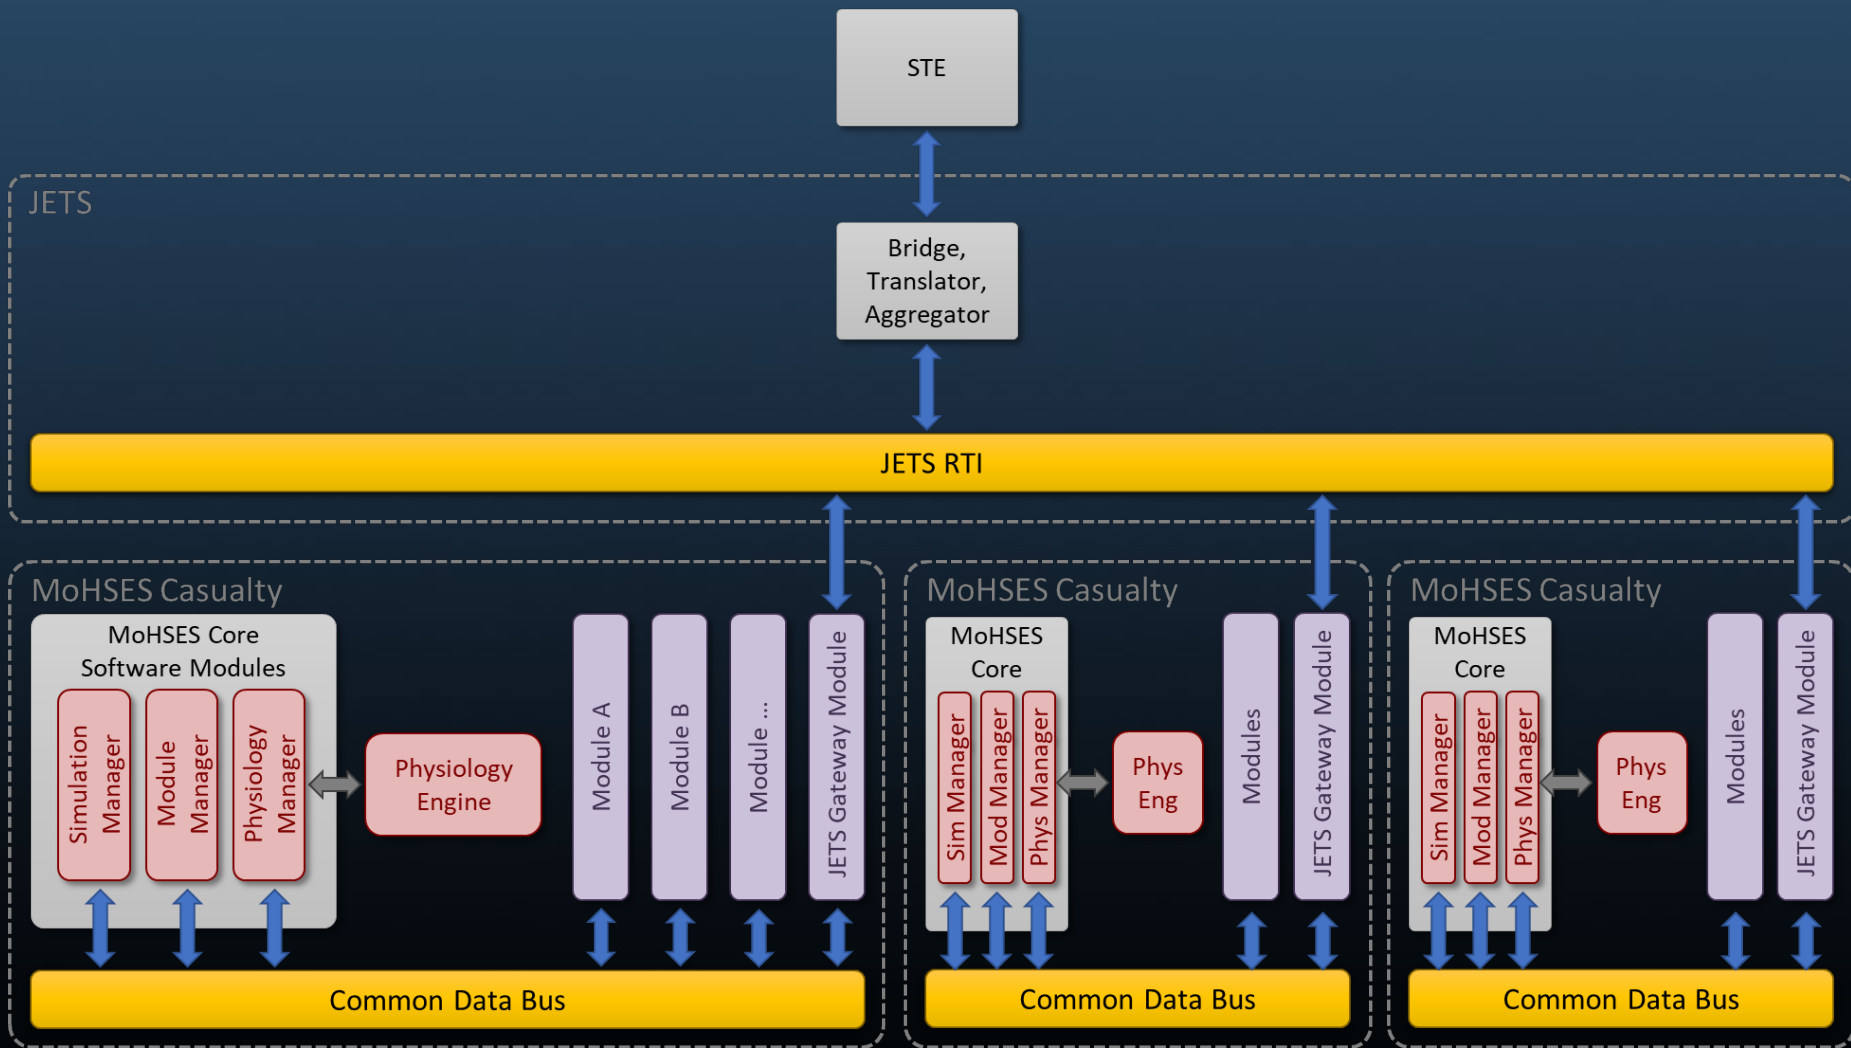 STE
JETS
Bridge,
Translator,
Aggregator
JETS RTI
MoHSES Casualty
MoHSES Core
Software Modules
Simulation
Manager
Module
Manager
Physiology
Manager
Physiology
Engine
Module A
Module B
Module ...
JETS Gateway Module
Common Data Bus
MoHSES Casualty
MoHSES
Core
Sim Manager
Mod Manager
Phys Manager
Phys
Eng
Modules
JETS Gateway Module
Common Data Bus
MoHSES Casualty
MoHSES
Core
Sim Manager
Mod Manager
Phys Manager
Phys
Eng
Modules
JETS Gateway Module
Common Data Bus